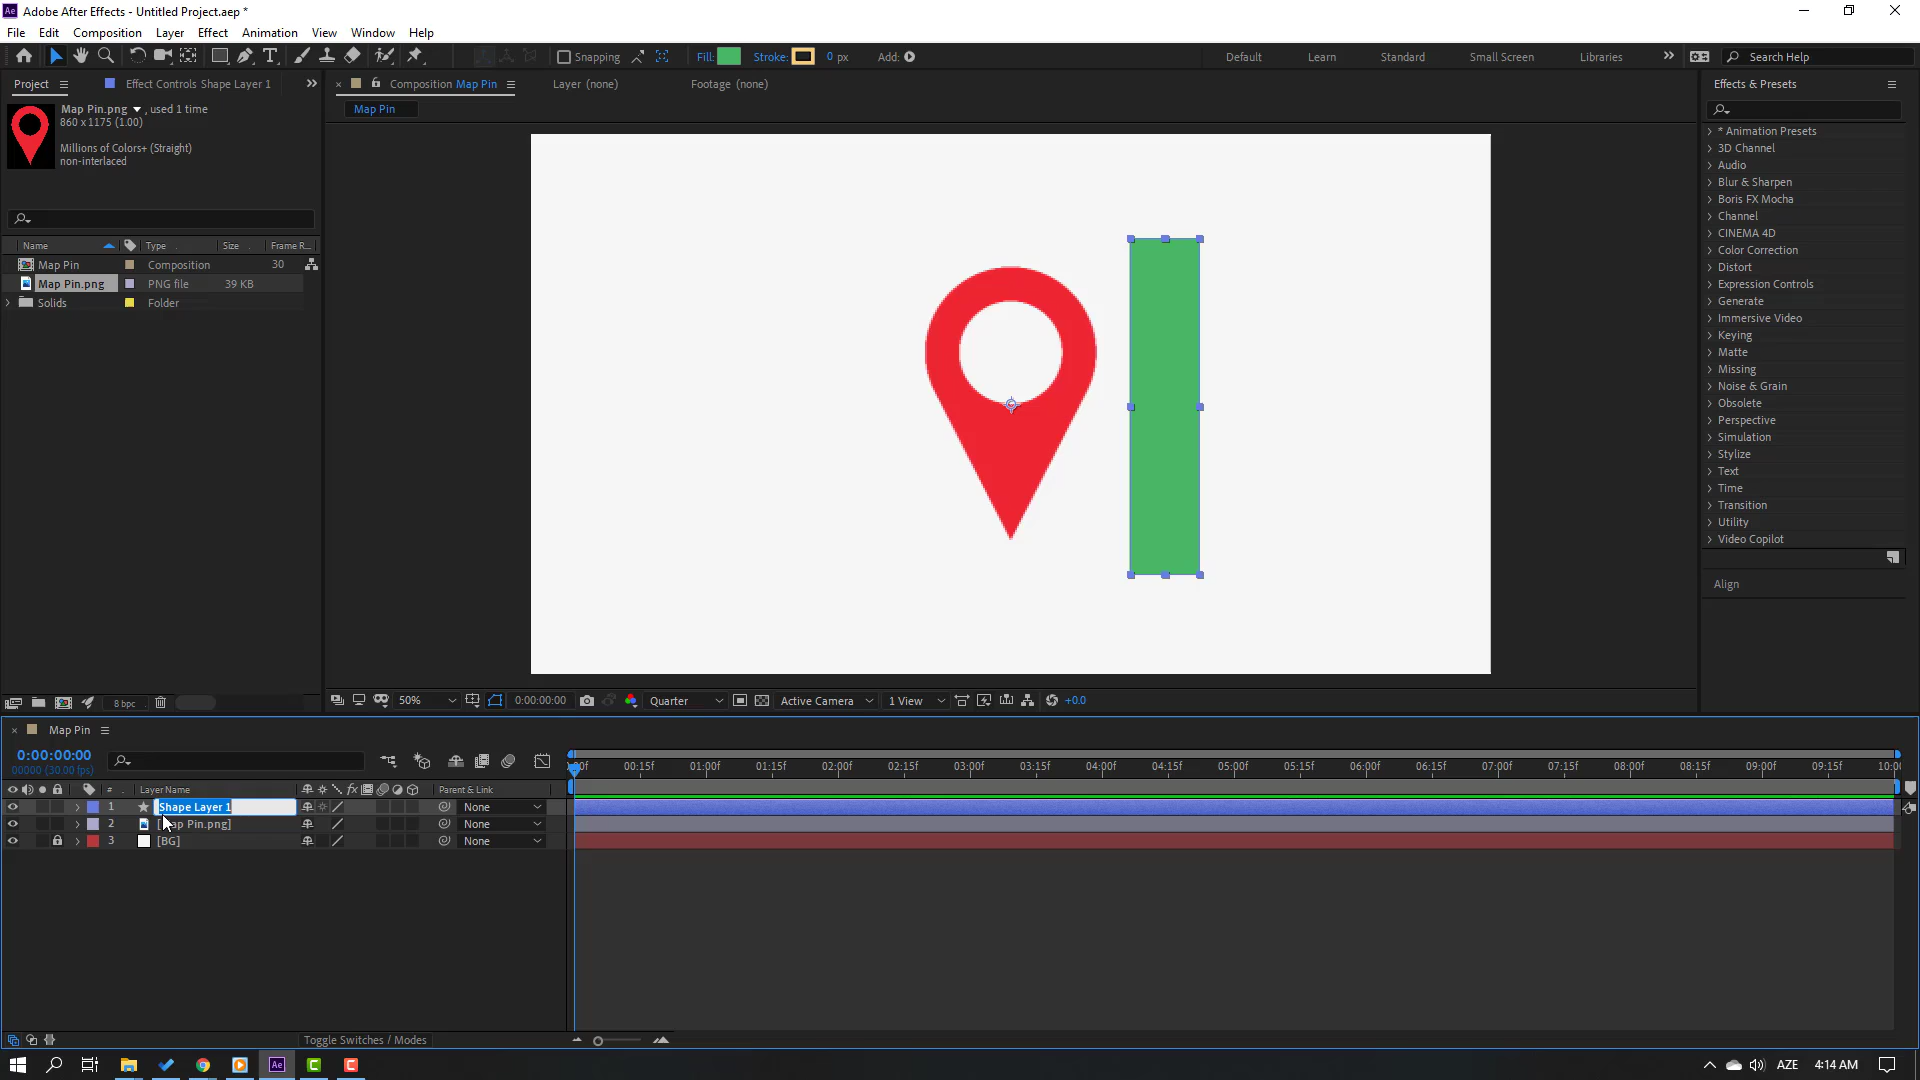 Adobe After Effects - Untitled Project.aep *
File Edit Composition Layer Effect Animation View Window Help
Snapping Fill: Stroke: 0 px Add: Default Learn Standard Small Screen Libraries Search Help
Project Effect Controls Shape Layer 1 Composition Map Pin Layer (none) Footage (none) Effects & Presets
Map Pin
Map Pin.png , used 1 time
860 x 1175 (1.00)
Millions of Colors+ (Straight)
non-interlaced
Name Type Size Frame R...
Map Pin Composition 30
Map Pin.png PNG file 39 KB
Solids Folder
* Animation Presets
3D Channel
Audio
Blur & Sharpen
Boris FX Mocha
Channel
CINEMA 4D
Color Correction
Distort
Expression Controls
Generate
Immersive Video
Keying
Matte
Missing
Noise & Grain
Obsolete
Perspective
Simulation
Stylize
Text
Time
Transition
Utility
Video Copilot
Align
8 bpc 50% 0:00:00:00 Quarter Active Camera 1 View +0.0
Map Pin
0:00:00:00
00000 (30.00 fps)
00:15f 01:00f 01:15f 02:00f 02:15f 03:00f 03:15f 04:00f 04:15f 05:00f 05:15f 06:00f 06:15f 07:00f 07:15f 08:00f 08:15f 09:00f 09:15f 10:00
# Layer Name Parent & Link
1 Shape Layer 1 None
2 ap Pin.png] None
3 [BG] None
Toggle Switches / Modes
AZE 4:14 AM